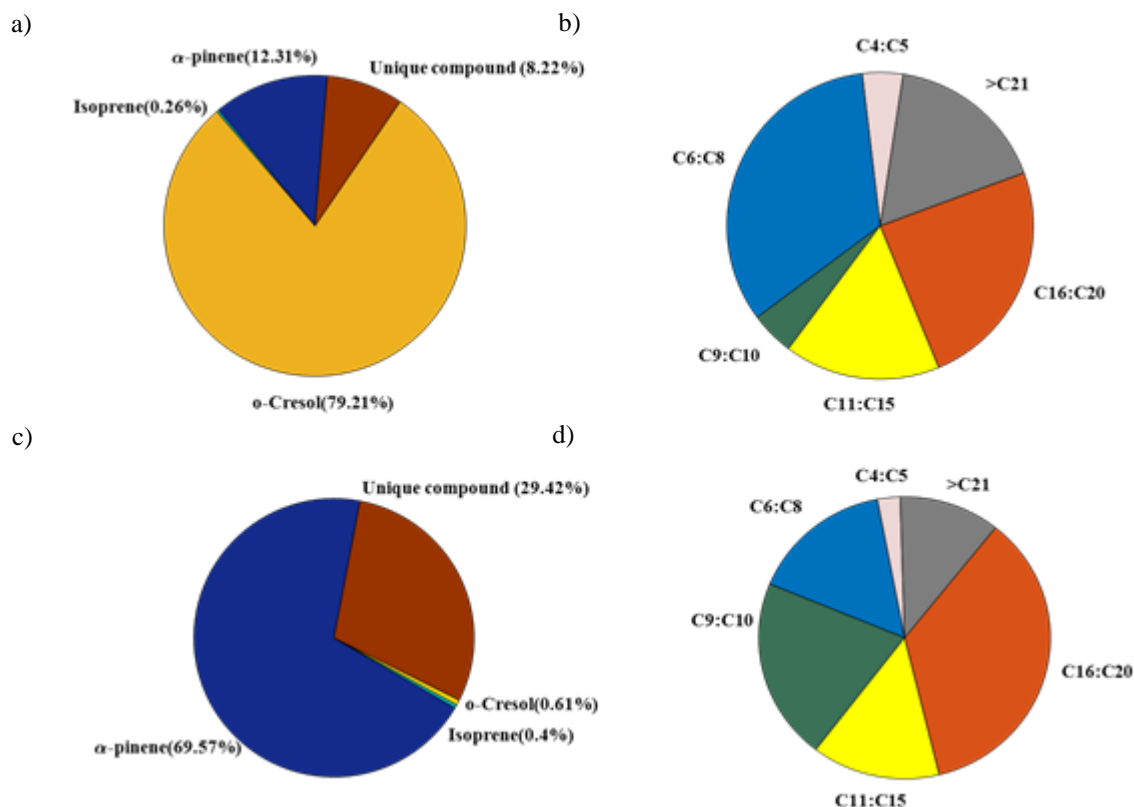 a)
α-pinene(12.31%)
Unique compound (8.22%)
Isoprene(0.26%)
o-Cresol(79.21%)
b)
C4:C5
>C21
C6:C8
C16:C20
C9:C10
C11:C15
c)
Unique compound (29.42%)
o-Cresol(0.61%)
Isoprene(0.4%)
α-pinene(69.57%)
d)
C4:C5
>C21
C6:C8
C9:C10
C16:C20
C11:C15